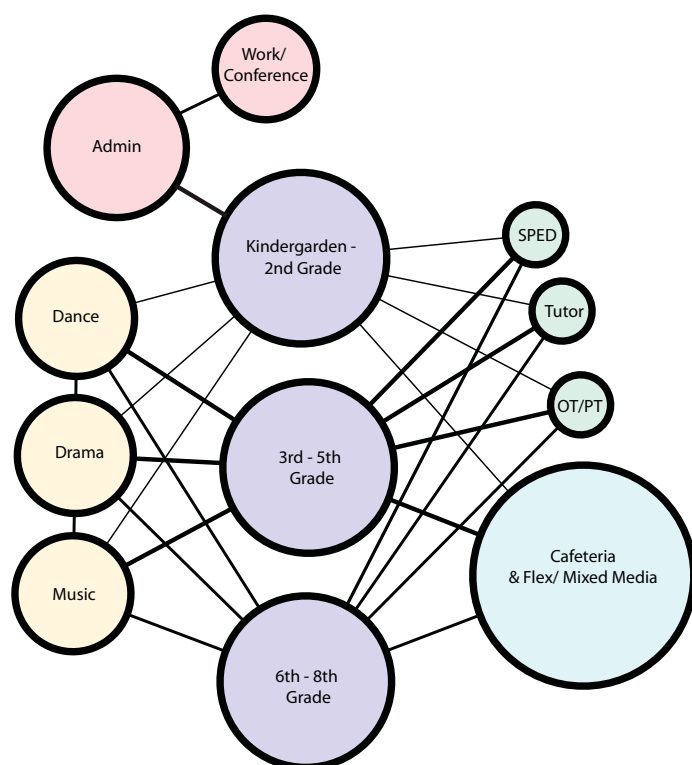 Work/
Conference
Admin
Kindergarden -
2nd Grade
SPED
Dance
Tutor
OT/PT
Drama
3rd - 5th
Grade
Cafeteria
& Flex/ Mixed Media
Music
6th - 8th
Grade